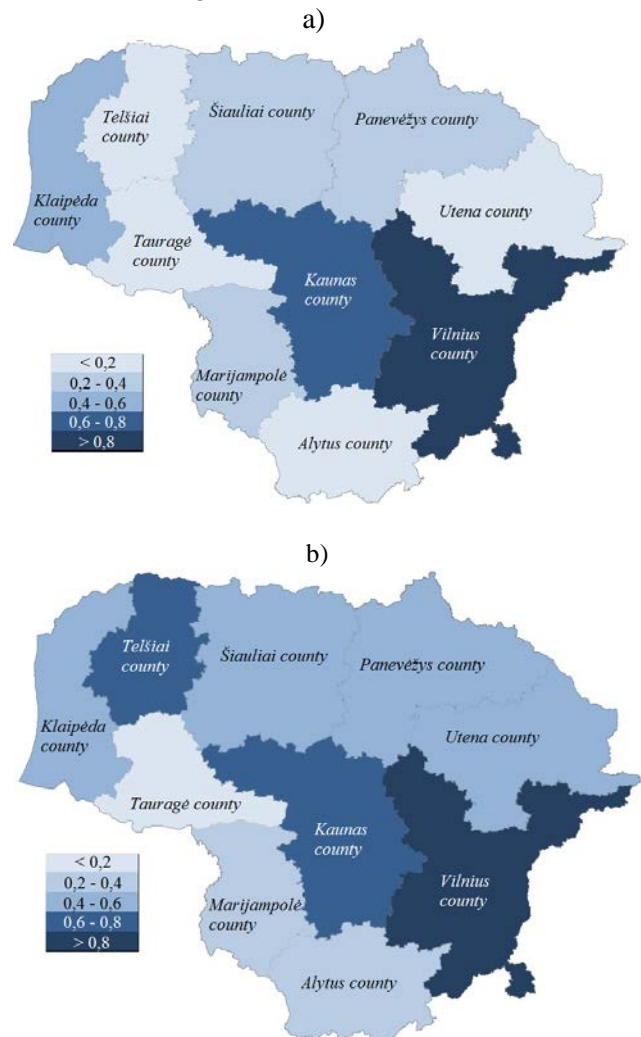 a)
Telšiai
county
Šiauliai county
Panevėžys county
Klaipėda
county
Utena county
Tauragė
county
Kaunas
county
Vilnius
county
Marijampolė
county
Alytus county
< 0,2
0,2 - 0,4
0,4 - 0,6
0,6 - 0,8
> 0,8
b)
Telšiai
county
Šiauliai county
Panevėžys county
Klaipėda
county
Utena county
Tauragė county
Kaunas
county
Vilnius
county
Marijampolė
county
Alytus county
< 0,2
0,2 - 0,4
0,4 - 0,6
0,6 - 0,8
> 0,8